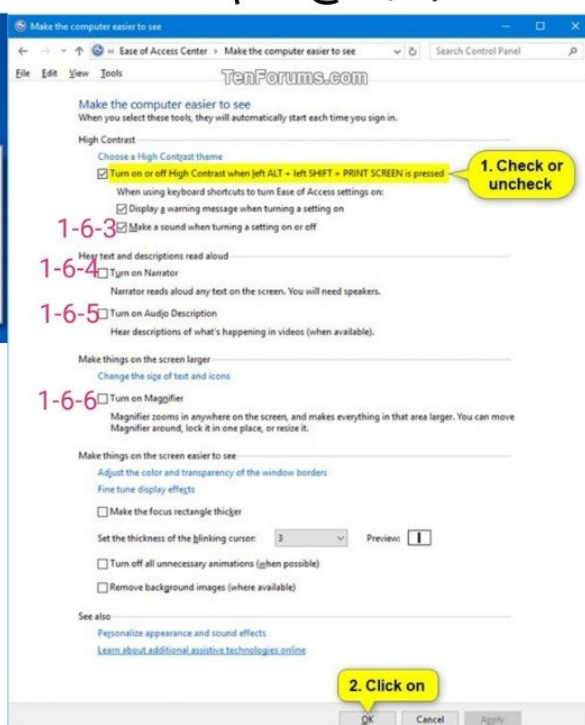 Make the computer easier to see
Ease of Access Center > Make the computer easier to see
Search Control Panel
File Edit View Tools
TenForums.com
Make the computer easier to see
When you select these tools, they will automatically start each time you sign in.
High Contrast
Choose a High Contrast theme
Turn on or off High Contrast when left ALT + left SHIFT + PRINT SCREEN is pressed
1. Check or
uncheck
When using keyboard shortcuts to turn Ease of Access settings on:
Display a warning message when turning a setting on
1-6-3 Make a sound when turning a setting on or off
Hear text and descriptions read aloud
1-6-4 Turn on Narrator
Narrator reads aloud any text on the screen. You will need speakers.
1-6-5 Turn on Audio Description
Hear descriptions of what's happening in videos (when available).
Make things on the screen larger
Change the size of text and icons
1-6-6 Turn on Magnifier
Magnifier zooms in anywhere on the screen, and makes everything in that area larger. You can move
Magnifier around, lock it in one place, or resize it.
Make things on the screen easier to see
Adjust the color and transparency of the window borders
Fine tune display effects
Make the focus rectangle thicker
Set the thickness of the blinking cursor: 3 Preview:
Turn off all unnecessary animations (when possible)
Remove background images (where available)
See also
Personalize appearance and sound effects
Learn about additional assistive technologies online
2. Click on
OK Cancel Apply